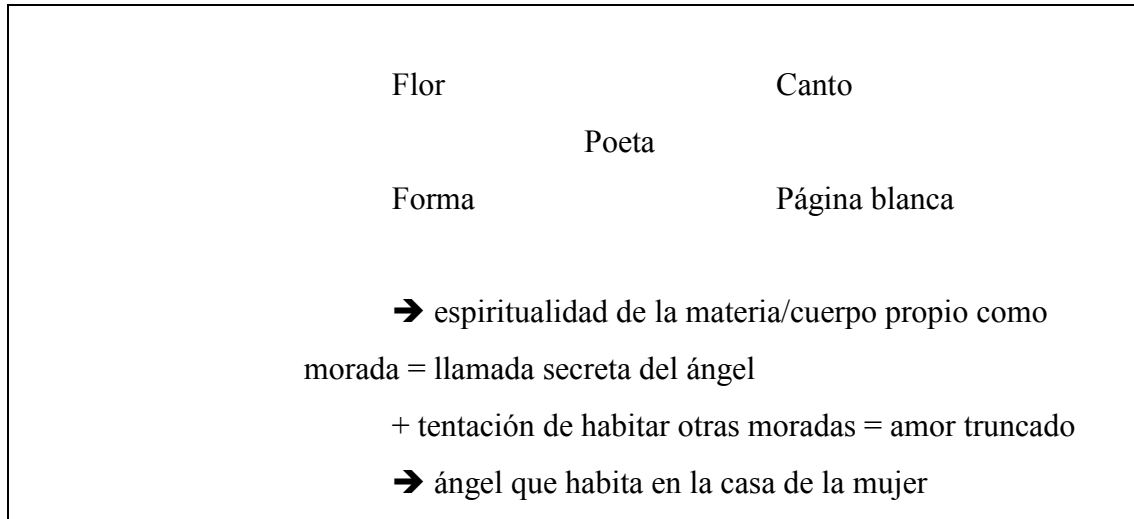 Flor Canto
Poeta
Forma Página blanca
➔ espiritualidad de la materia/cuerpo propio como
morada = llamada secreta del ángel
+ tentación de habitar otras moradas = amor truncado
➔ ángel que habita en la casa de la mujer